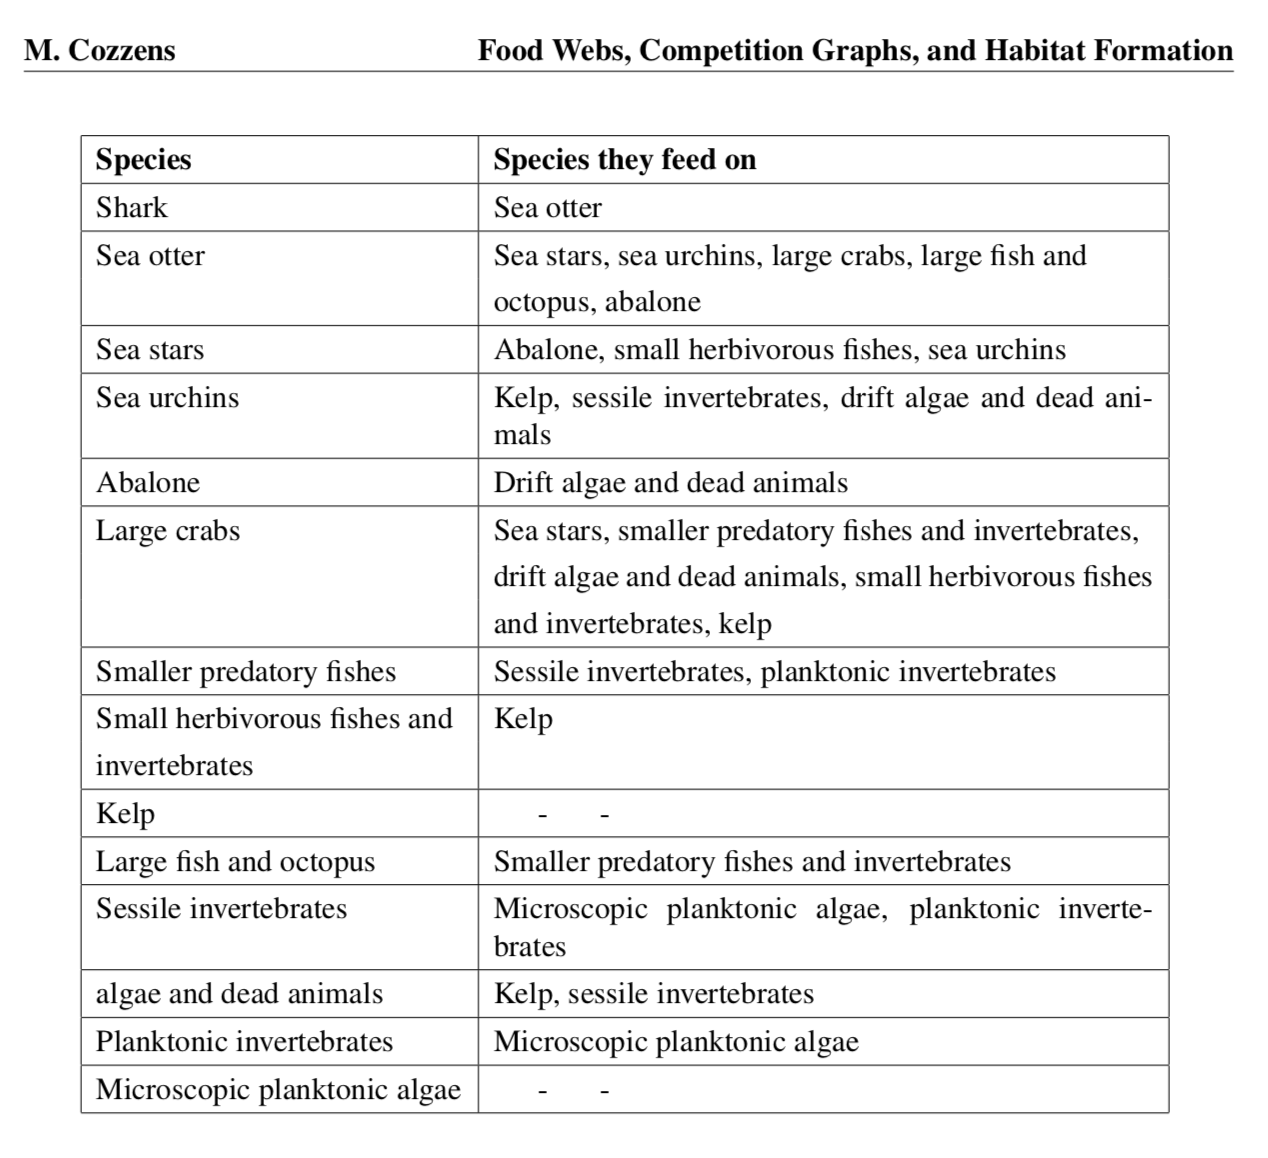 M. Cozzens Food Webs, Competition Graphs, and Habitat Formation
Species Species they feed on
Shark Sea otter
Sea otter Sea stars, sea urchins, large crabs, large fish and
octopus, abalone
Sea stars Abalone, small herbivorous fishes, sea urchins
Sea urchins Kelp, sessile invertebrates, drift algae and dead ani-
mals
Abalone Drift algae and dead animals
Large crabs Sea stars, smaller predatory fishes and invertebrates,
drift algae and dead animals, small herbivorous fishes
and invertebrates, kelp
Smaller predatory fishes Sessile invertebrates, planktonic invertebrates
Small herbivorous fishes and Kelp
invertebrates
Kelp - -
Large fish and octopus Smaller predatory fishes and invertebrates
Sessile invertebrates Microscopic planktonic algae, planktonic inverte-
brates
algae and dead animals Kelp, sessile invertebrates
Planktonic invertebrates Microscopic planktonic algae
Microscopic planktonic algae - -